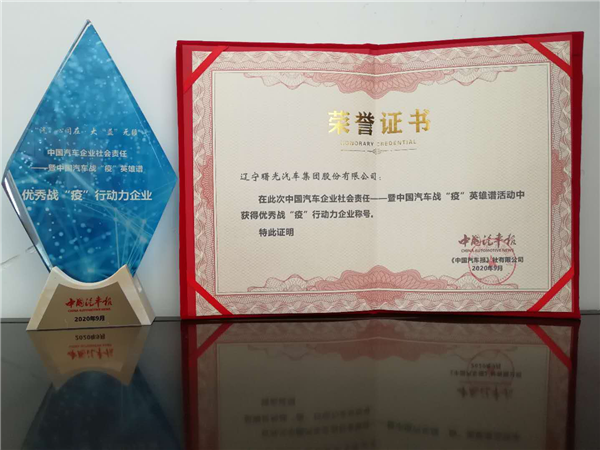 中国汽车企业社会责任
——暨中国汽车战“疫”英雄谱
优秀战“疫”行动力企业
中国汽车报
CHINA AUTOMOTIVE NEWS
2020年9月
荣誉证书
HONORARY CREDENTIAL
辽宁曙光汽车集团股份有限公司：
在此次中国汽车企业社会责任——暨中国汽车战“疫”英雄谱活动中
获得优秀战“疫”行动力企业称号。
特此证明
中国汽车报
CHINA AUTOMOTIVE NEWS
《中国汽车报》社有限公司
2020年9月